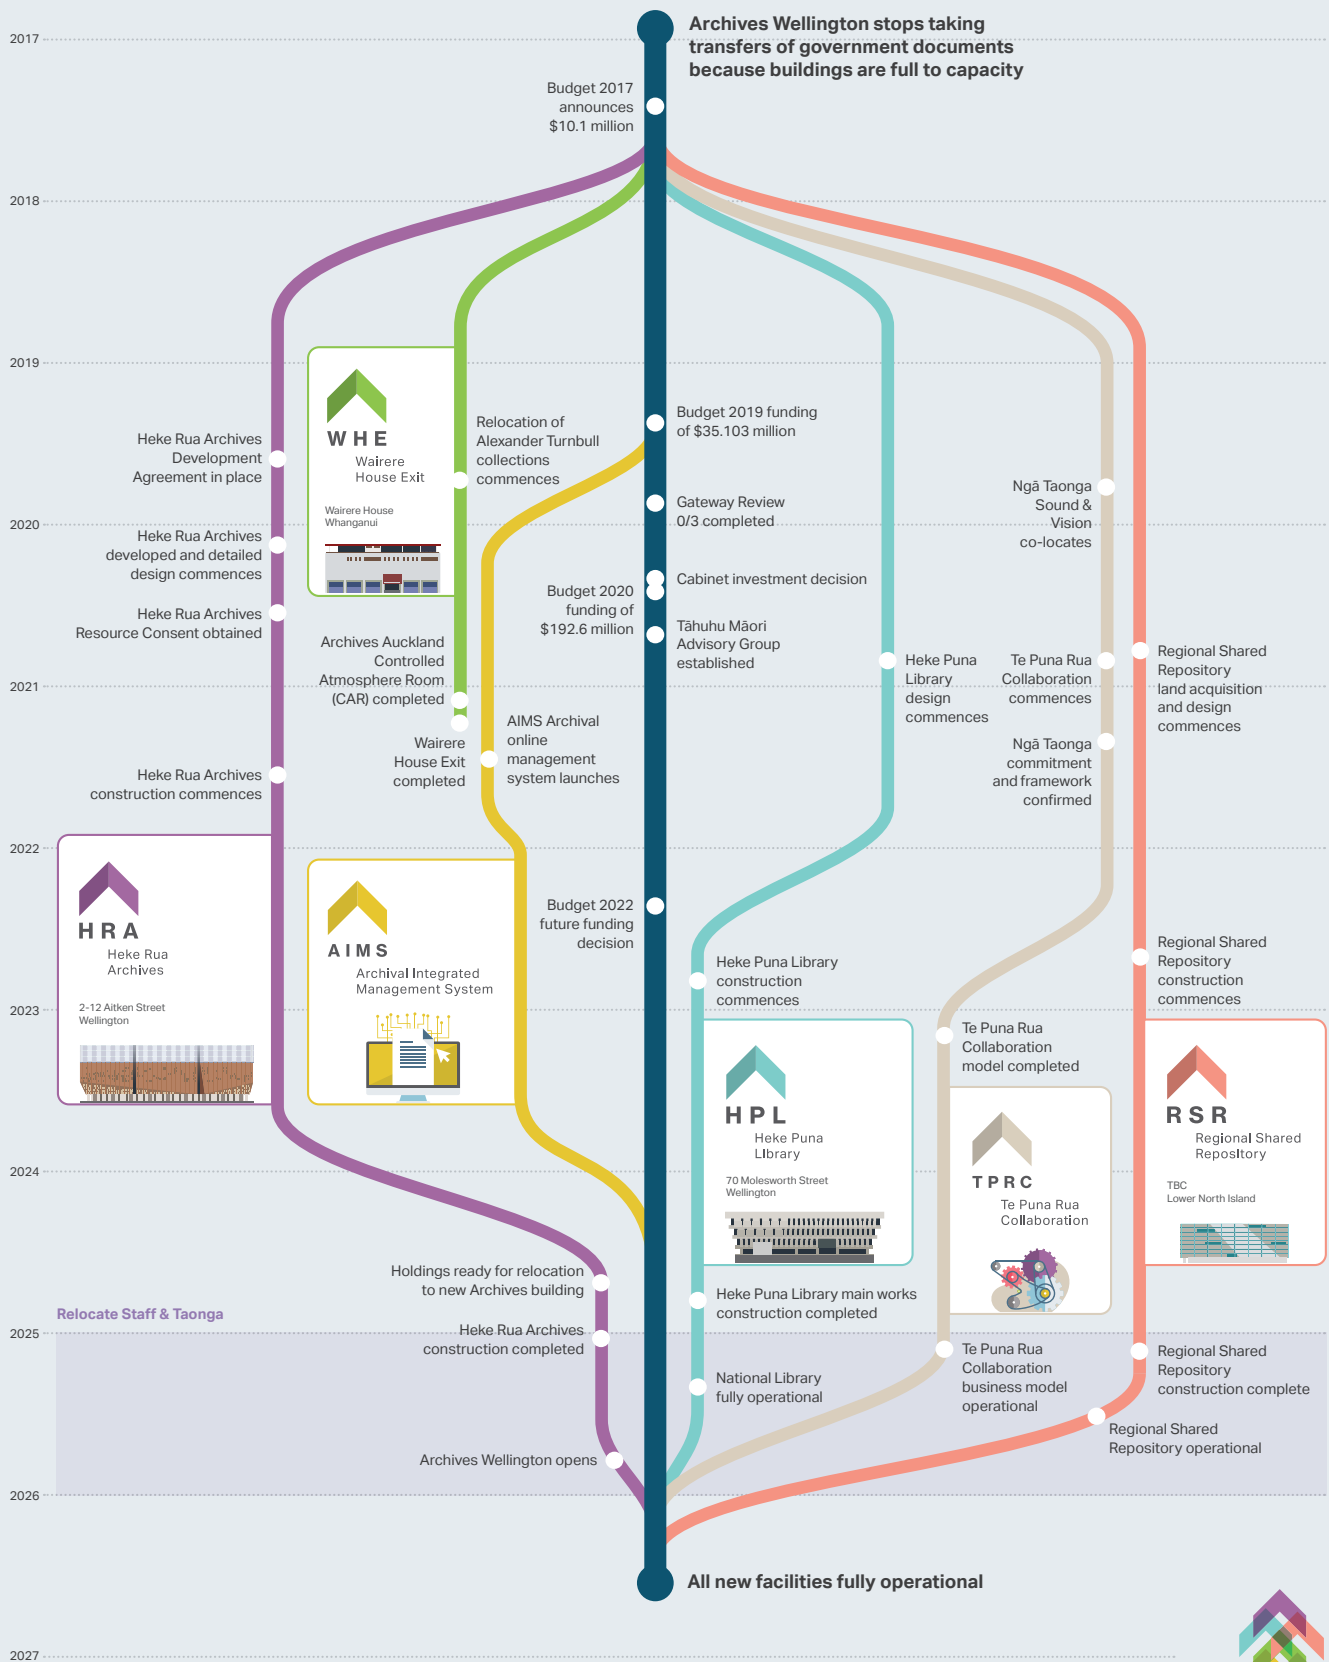 Archives Wellington stops taking
transfers of government documents
because buildings are full to capacity
2017
Budget 2017
announces
$10.1 million
2018
2019
WHE
Wairere
House Exit
Wairere House
Whanganui
Relocation of
Alexander Turnbull
collections
commences
Budget 2019 funding
of $35.103 million
Heke Rua Archives
Development
Agreement in place
Gateway Review
0/3 completed
Ngā Taonga
Sound &
Vision
co-locates
2020
Heke Rua Archives
developed and detailed
design commences
Cabinet investment decision
Budget 2020
funding of
$192.6 million
Heke Rua Archives
Resource Consent obtained
Tāhuhu Māori
Advisory Group
established
Archives Auckland
Controlled
Atmosphere Room
(CAR) completed
Heke Puna
Library
design
commences
Te Puna Rua
Collaboration
commences
Regional Shared
Repository
land acquisition
and design
commences
2021
Wairere
House Exit
completed
AIMS Archival
online
management
system launches
Ngā Taonga
commitment
and framework
confirmed
Heke Rua Archives
construction commences
2022
HRA
Heke Rua
Archives
2-12 Aitken Street
Wellington
AIMS
Archival Integrated
Management System
Budget 2022
future funding
decision
Heke Puna Library
construction
commences
Regional Shared
Repository
construction
commences
2023
Te Puna Rua
Collaboration
model completed
HPL
Heke Puna
Library
70 Molesworth Street
Wellington
TPRC
Te Puna Rua
Collaboration
RSR
Regional Shared
Repository
TBC
Lower North Island
2024
Holdings ready for relocation
to new Archives building
Heke Puna Library main works
construction completed
Relocate Staff & Taonga
2025
Heke Rua Archives
construction completed
Te Puna Rua
Collaboration
business model
operational
Regional Shared
Repository
construction complete
National Library
fully operational
Regional Shared
Repository operational
Archives Wellington opens
2026
All new facilities fully operational
2027